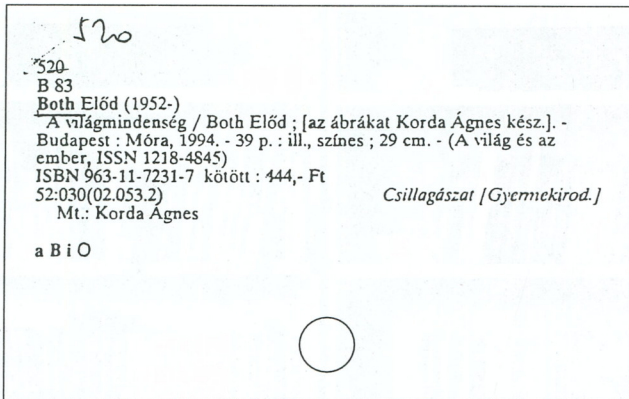 520
520
B 83
Both Előd (1952-)
A világmindenség / Both Előd ; [az ábrákat Korda Ágnes kész.]. -
Budapest : Móra, 1994. - 39 p. : ill., színes ; 29 cm. - (A világ és az
ember, ISSN 1218-4845)
ISBN 963-11-7231-7 kötött : 444,- Ft
52:030(02.053.2) Csillagászat [Gyermekirod.]
Mt.: Korda Ágnes
a B i O